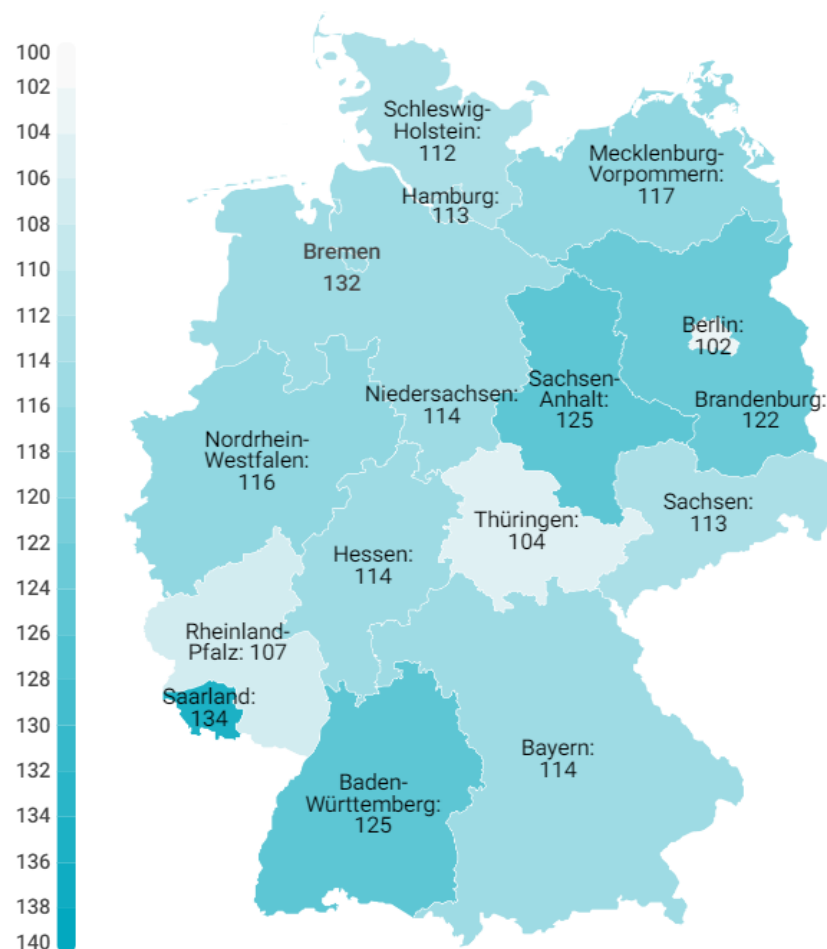 100
102
104
106
108
110
112
114
116
118
120
122
124
126
128
130
132
134
136
138
140
Schleswig-
Holstein:
112
Mecklenburg-
Vorpommern:
117
Hamburg:
113
Bremen
132
Berlin:
102
Niedersachsen:
114
Sachsen-
Anhalt:
125
Brandenburg:
122
Nordrhein-
Westfalen:
116
Sachsen:
113
Thüringen:
104
Hessen:
114
Rheinland-
Pfalz: 107
Saarland:
134
Bayern:
114
Baden-
Württemberg:
125